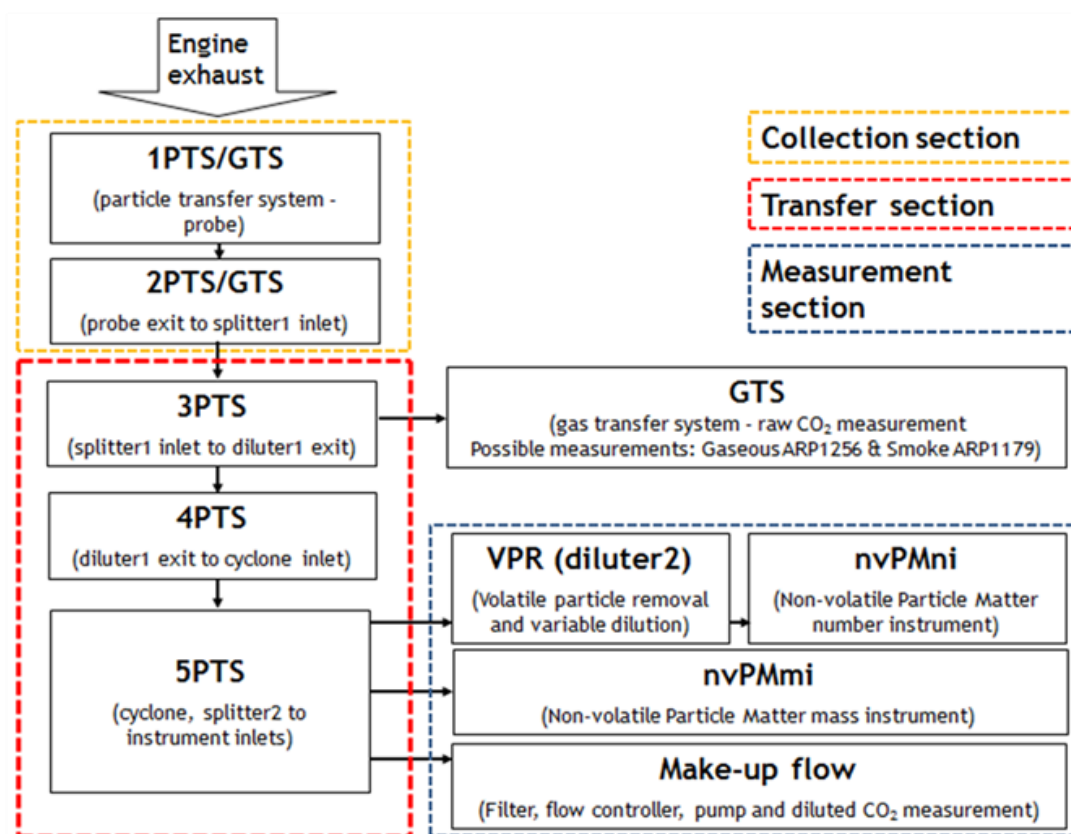 Engine
exhaust
1PTS/GTS
(particle transfer system -
probe)
2PTS/GTS
(probe exit to splitter1 inlet)
3PTS
(splitter1 inlet to diluter1 exit)
4PTS
(diluter1 exit to cyclone inlet)
5PTS
(cyclone, splitter2 to
instrument inlets)
Collection section
Transfer section
Measurement
section
GTS
(gas transfer system - raw CO₂ measurement
Possible measurements: Gaseous ARP1256 & Smoke ARP1179)
VPR (diluter2)
(Volatile particle removal
and variable dilution)
nvPMni
(Non-volatile Particle Matter
number instrument)
nvPMmi
(Non-volatile Particle Matter mass instrument)
Make-up flow
(Filter, flow controller, pump and diluted CO₂ measurement)